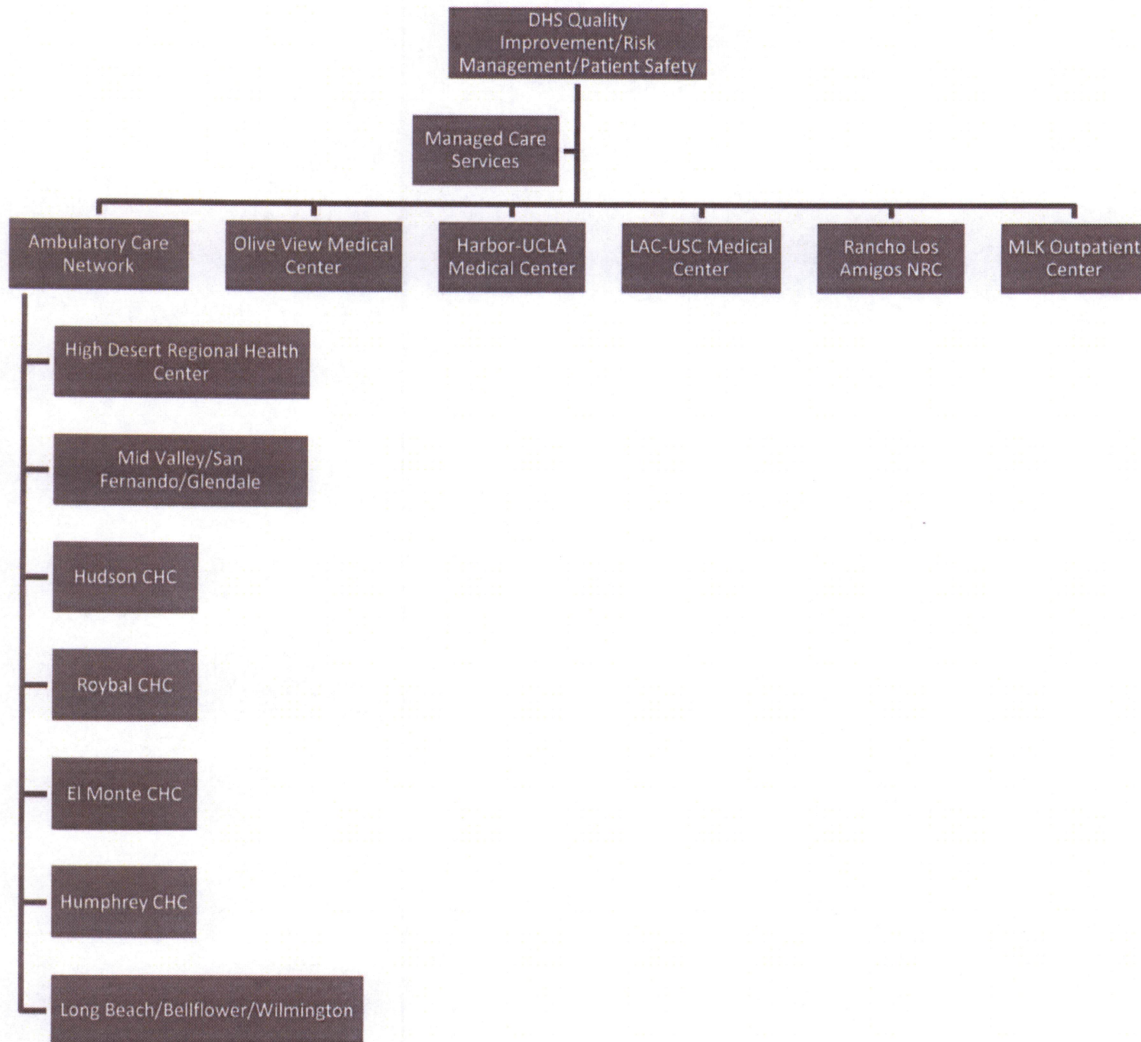 DHS Quality
Improvement/Risk
Management/Patient Safety
Managed Care
Services
Ambulatory Care
Network
Olive View Medical
Center
Harbor-UCLA
Medical Center
LAC-USC Medical
Center
Rancho Los
Amigos NRC
MLK Outpatient
Center
High Desert Regional Health
Center
Mid Valley/San
Fernando/Glendale
Hudson CHC
Roybal CHC
El Monte CHC
Humphrey CHC
Long Beach/Bellflower/Wilmington